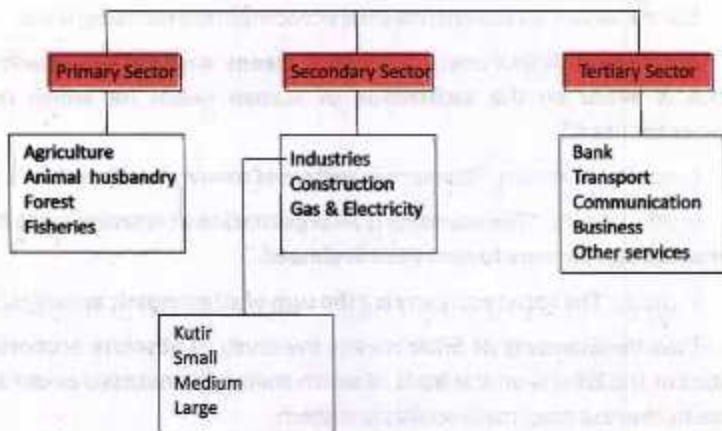 Primary Sector
Secondary Sector
Tertiary Sector
Agriculture
Animal husbandry
Forest
Fisheries
Industries
Construction
Gas & Electricity
Bank
Transport
Communication
Business
Other services
Kutir
Small
Medium
Large